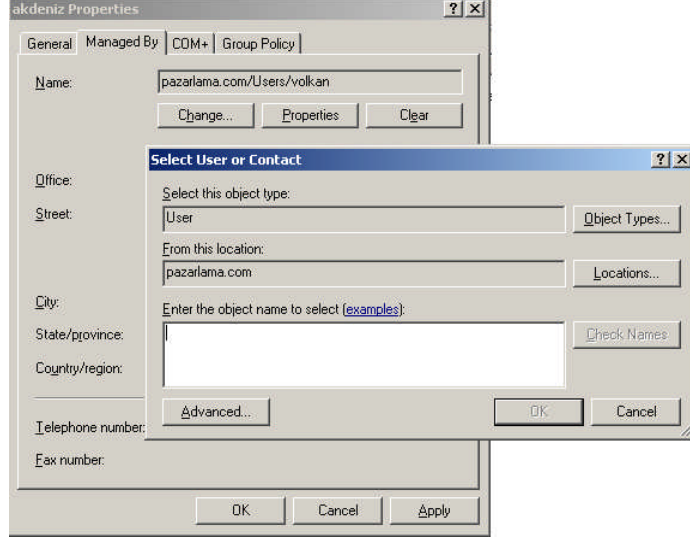 akdeniz Properties
General Managed By COM+ Group Policy
Name: pazarlama.com/Users/volkan
Change... Properties Clear
Office:
Street:
City:
State/province:
Country/region:
Telephone number:
Fax number:
OK Cancel Apply
Select User or Contact
Select this object type:
User Object Types...
From this location:
pazarlama.com Locations...
Enter the object name to select (examples):
Check Names
Advanced... OK Cancel